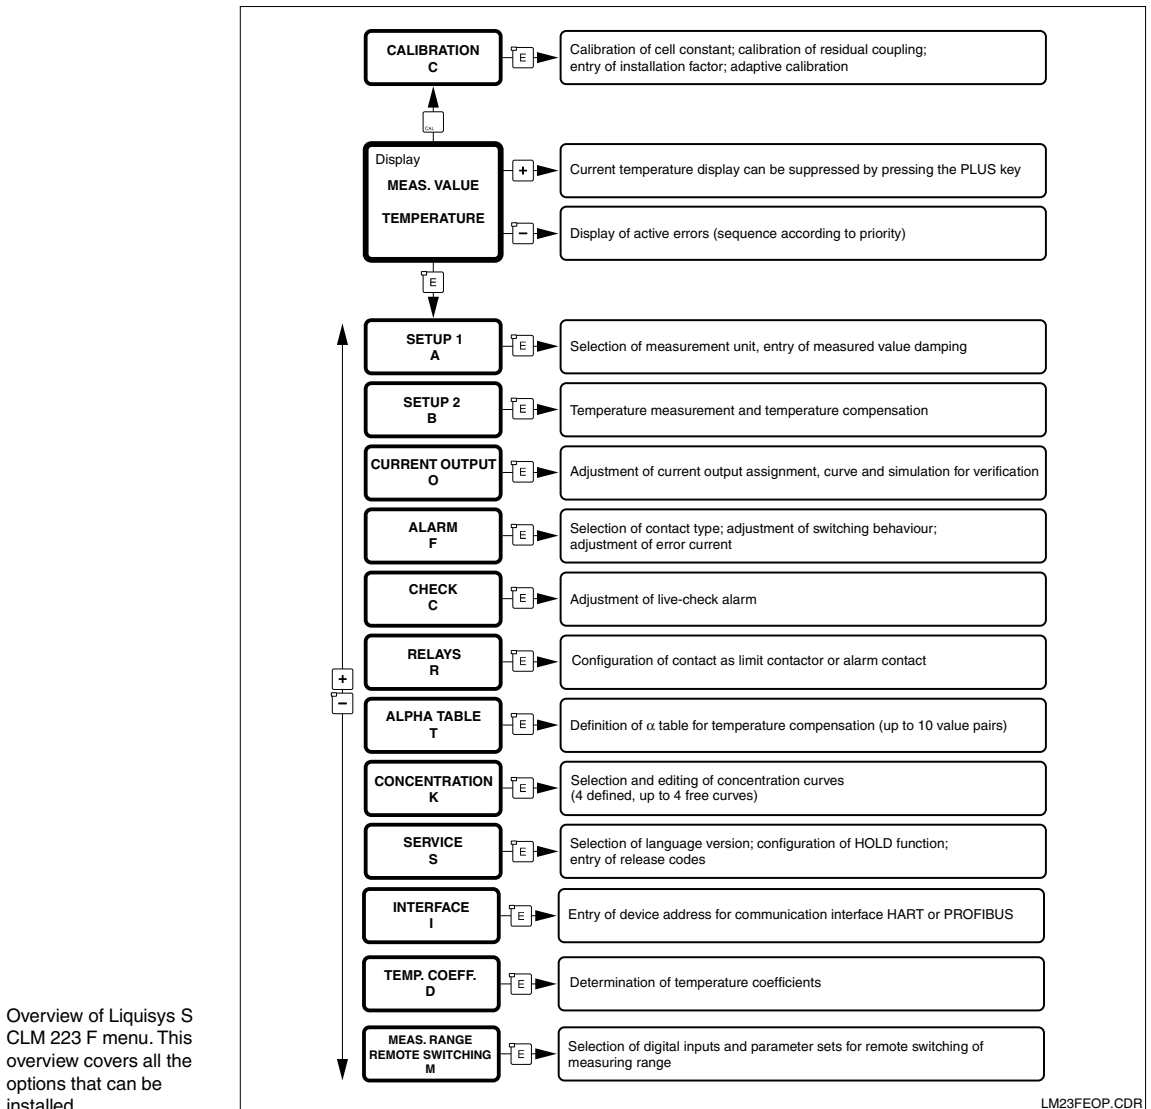 CALIBRATION
C
E
Calibration of cell constant; calibration of residual coupling;
entry of installation factor; adaptive calibration
CAL
Display
MEAS. VALUE
TEMPERATURE
+
Current temperature display can be suppressed by pressing the PLUS key
−
Display of active errors (sequence according to priority)
E
SETUP 1
A
E
Selection of measurement unit, entry of measured value damping
SETUP 2
B
E
Temperature measurement and temperature compensation
CURRENT OUTPUT
O
E
Adjustment of current output assignment, curve and simulation for verification
ALARM
F
E
Selection of contact type; adjustment of switching behaviour;
adjustment of error current
CHECK
C
E
Adjustment of live-check alarm
RELAYS
R
E
Configuration of contact as limit contactor or alarm contact
+
−
ALPHA TABLE
T
E
Definition of α table for temperature compensation (up to 10 value pairs)
CONCENTRATION
K
E
Selection and editing of concentration curves
(4 defined, up to 4 free curves)
SERVICE
S
E
Selection of language version; configuration of HOLD function;
entry of release codes
INTERFACE
I
E
Entry of device address for communication interface HART or PROFIBUS
TEMP. COEFF.
D
E
Determination of temperature coefficients
MEAS. RANGE
REMOTE SWITCHING
M
E
Selection of digital inputs and parameter sets for remote switching of
measuring range
Overview of Liquisys S
CLM 223 F menu. This
overview covers all the
options that can be
installed
LM23FEOP.CDR